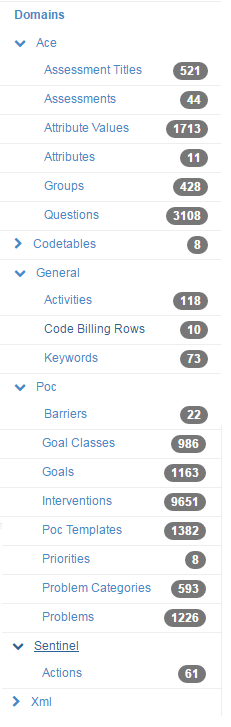 Domains
Ace
Assessment Titles 521
Assessments 44
Attribute Values 1713
Attributes 11
Groups 428
Questions 3108
Codetables 8
General
Activities 118
Code Billing Rows 10
Keywords 73
Poc
Barriers 22
Goal Classes 986
Goals 1163
Interventions 9651
Poc Templates 1382
Priorities 8
Problem Categories 593
Problems 1226
Sentinel
Actions 61
Xml